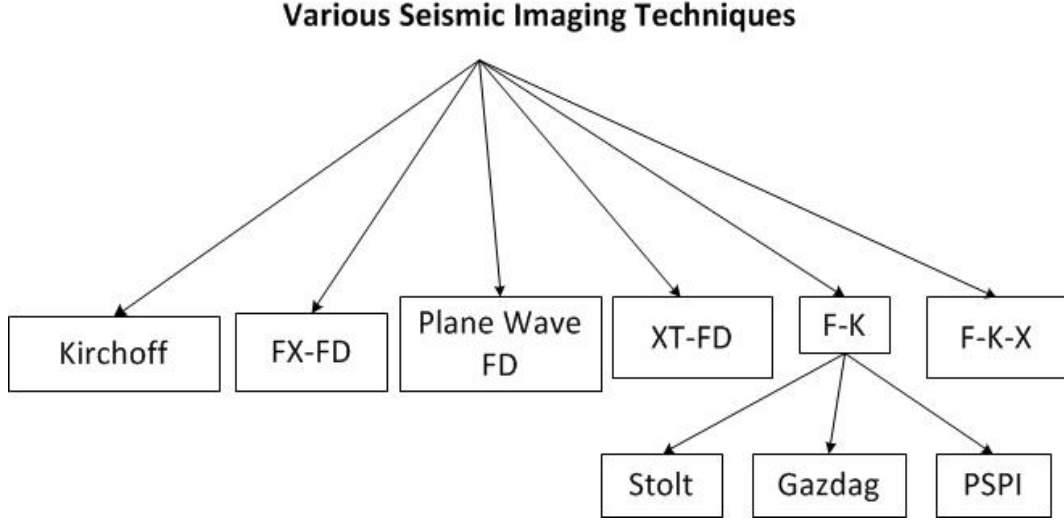 Various Seismic Imaging Techniques
Kirchoff
FX-FD
Plane Wave
FD
XT-FD
F-K
F-K-X
Stolt
Gazdag
PSPI